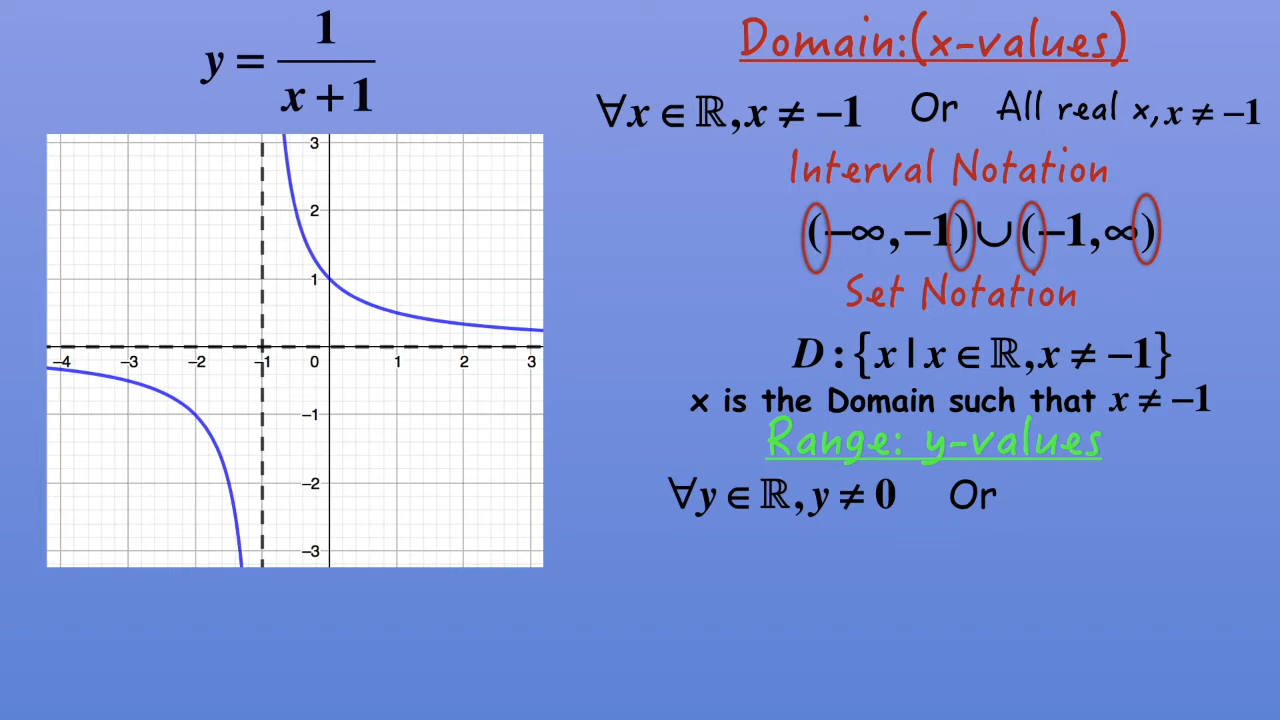 y = 1/(x + 1)
Domain:(x-values)
∀x ∈ ℝ, x ≠ −1 Or All real x, x ≠ −1
Interval Notation
(−∞, −1) ∪ (−1, ∞)
Set Notation
D : {x | x ∈ ℝ, x ≠ −1}
x is the Domain such that x ≠ −1
Range: y-values
∀y ∈ ℝ, y ≠ 0 Or
3
2
1
−4 −3 −2 −1 0 1 2 3
−1
−2
−3